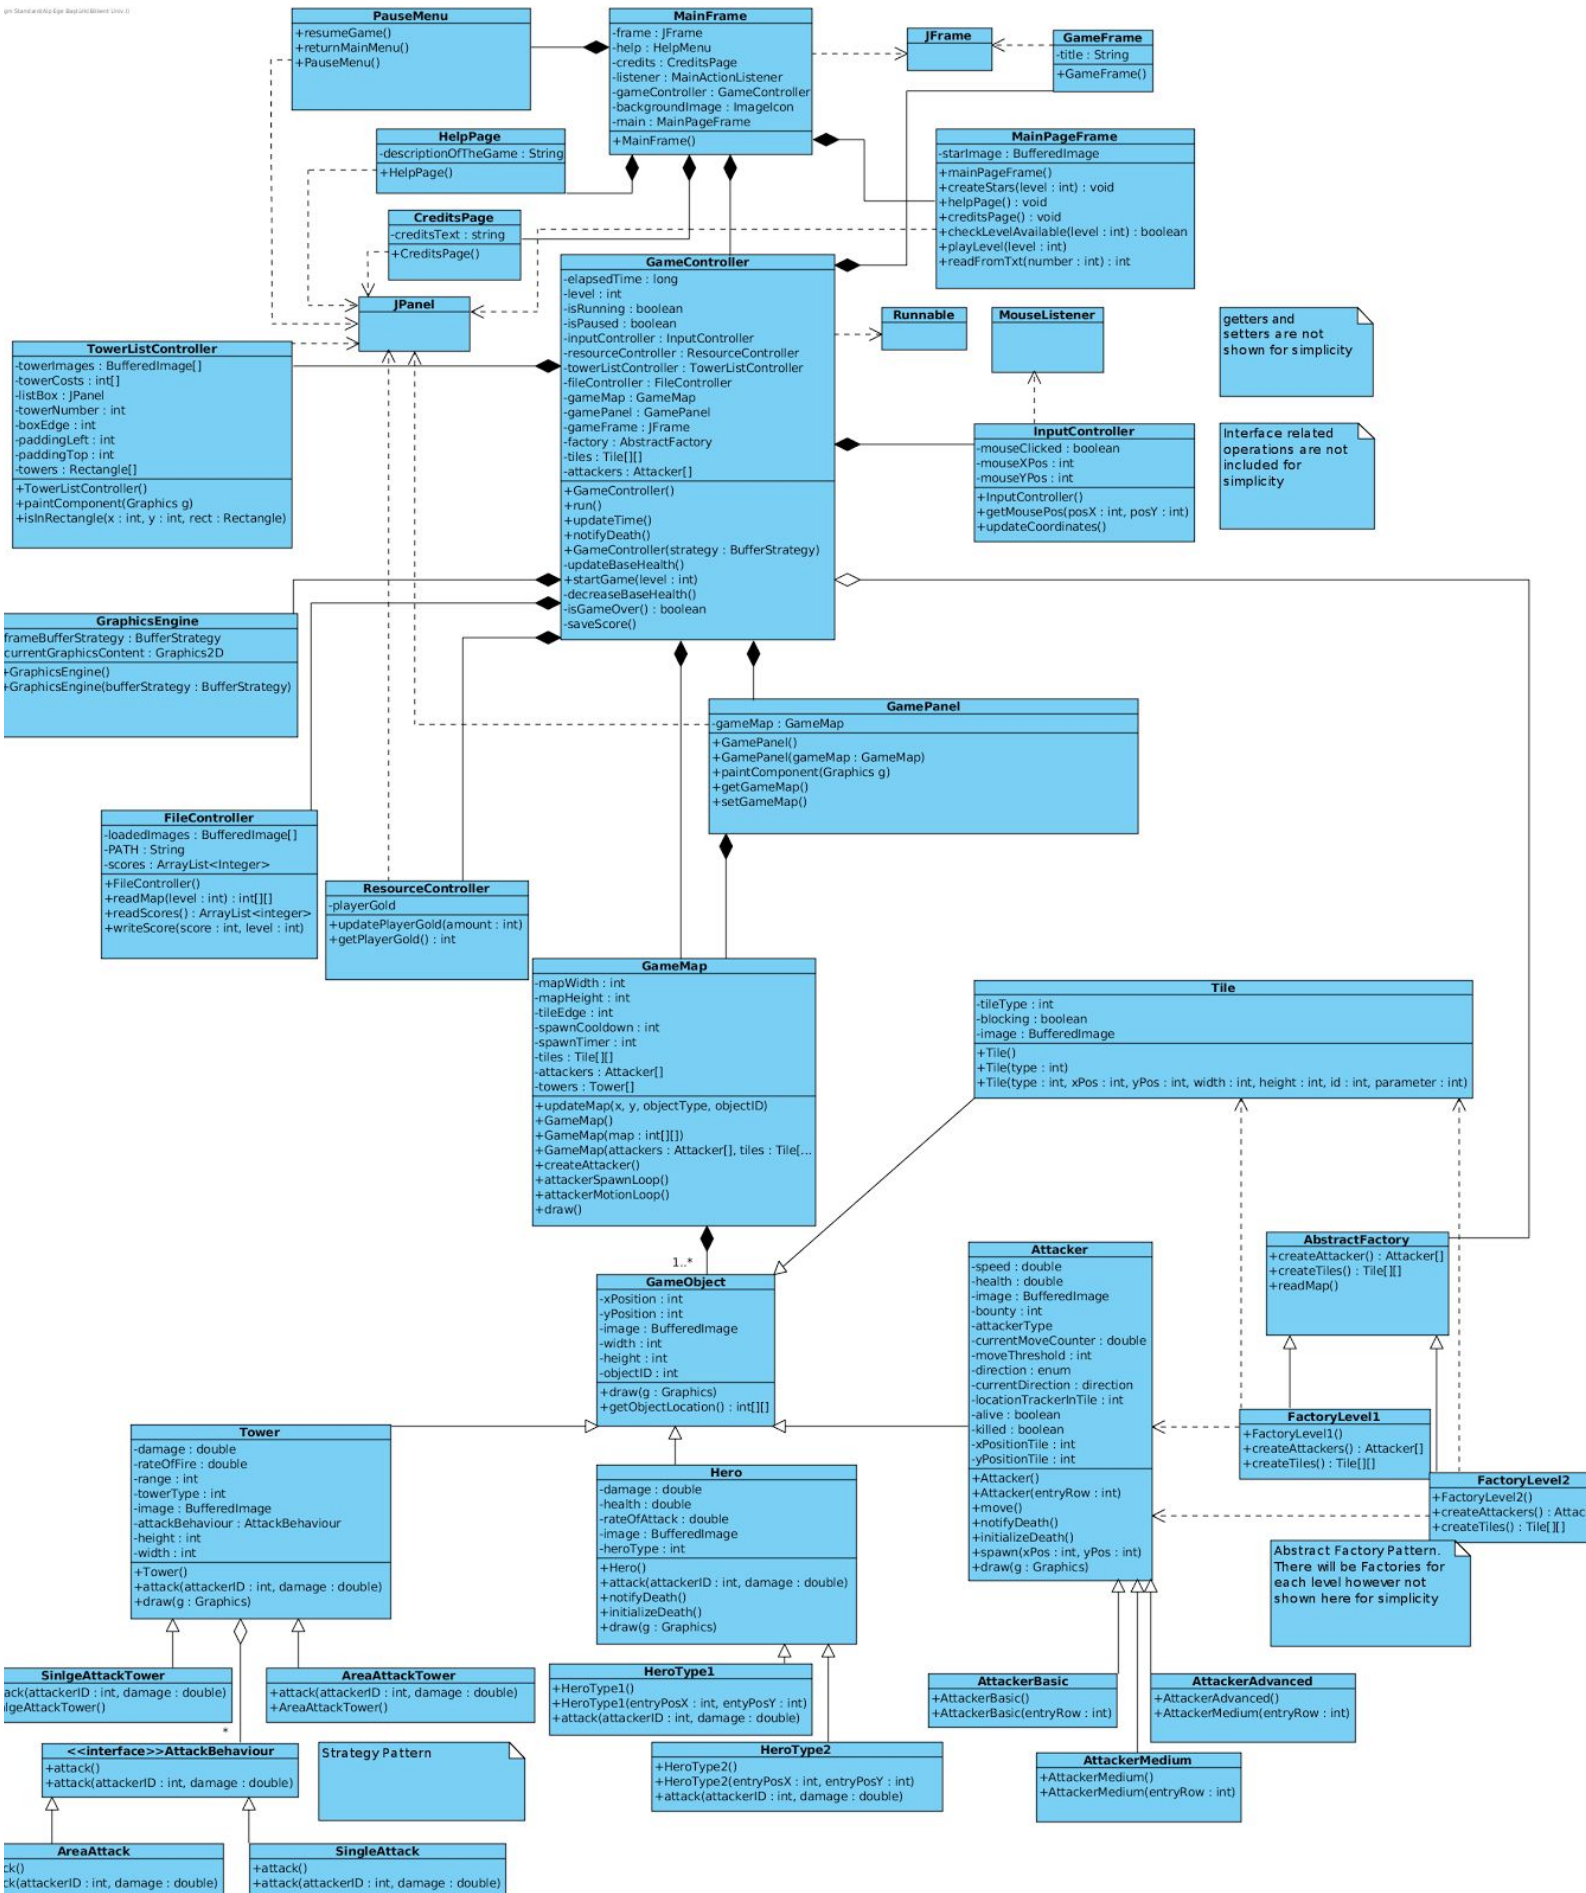 PauseMenu
+resumeGame()
+returnMainMenu()
+PauseMenu()
MainFrame
-frame : JFrame
-help : HelpMenu
-credits : CreditsPage
-listener : MainActionListener
-gameController : GameController
-backgroundImage : ImageIcon
-main : MainPageFrame
+MainFrame()
JFrame
GameFrame
-title : String
+GameFrame()
HelpPage
-descriptionOfTheGame : String
+HelpPage()
MainPageFrame
-starImage : BufferedImage
+mainPageFrame()
+createStars(level : int) : void
+helpPage() : void
+creditsPage() : void
+checkLevelAvailable(level : int) : boolean
+playLevel(level : int)
+readFromTxt(number : int) : int
CreditsPage
-creditsText : string
+CreditsPage()
JPanel
GameController
-elapsedTime : long
-level : int
-isRunning : boolean
-isPaused : boolean
-inputController : InputController
-resourceController : ResourceController
-towerListController : TowerListController
-fileController : FileController
-gameMap : GameMap
-gamePanel : GamePanel
-gameFrame : JFrame
-factory : AbstractFactory
-tiles : Tile[][]
-attackers : Attacker[]
+GameController()
+run()
+updateTime()
+notifyDeath()
+GameController(strategy : BufferStrategy)
-updateBaseHealth()
+startGame(level : int)
-decreaseBaseHealth()
-isGameOver() : boolean
-saveScore()
Runnable
MouseListener
getters and
setters are not
shown for simplicity
TowerListController
-towerImages : BufferedImage[]
-towerCosts : int[]
-listBox : JPanel
-towerNumber : int
-boxEdge : int
-paddingLeft : int
-paddingTop : int
-towers : Rectangle[]
+TowerListController()
+paintComponent(Graphics g)
+isInRectangle(x : int, y : int, rect : Rectangle)
InputController
-mouseClicked : boolean
-mouseXPos : int
-mouseYPos : int
+InputController()
+getMousePos(posX : int, posY : int)
+updateCoordinates()
Interface related
operations are not
included for
simplicity
GraphicsEngine
frameBufferStrategy : BufferStrategy
currentGraphicsContent : Graphics2D
+GraphicsEngine()
+GraphicsEngine(bufferStrategy : BufferStrategy)
GamePanel
-gameMap : GameMap
+GamePanel()
+GamePanel(gameMap : GameMap)
+paintComponent(Graphics g)
+getGameMap()
+setGameMap()
FileController
-loadedImages : BufferedImage[]
-PATH : String
-scores : ArrayList<Integer>
+FileController()
+readMap(level : int) : int[][]
+readScores() : ArrayList<integer>
+writeScore(score : int, level : int)
ResourceController
-playerGold
+updatePlayerGold(amount : int)
+getPlayerGold() : int
GameMap
-mapWidth : int
-mapHeight : int
-tileEdge : int
-spawnCooldown : int
-spawnTimer : int
-tiles : Tile[][]
-attackers : Attacker[]
-towers : Tower[]
+updateMap(x, y, objectType, objectID)
+GameMap()
+GameMap(map : int[][])
+GameMap(attackers : Attacker[], tiles : Tile[...
+createAttacker()
+attackerSpawnLoop()
+attackerMotionLoop()
+draw()
Tile
-tileType : int
-blocking : boolean
-image : BufferedImage
+Tile()
+Tile(type : int)
+Tile(type : int, xPos : int, yPos : int, width : int, height : int, id : int, parameter : int)
1..*
GameObject
-xPosition : int
-yPosition : int
-image : BufferedImage
-width : int
-height : int
-objectID : int
+draw(g : Graphics)
+getObjectLocation() : int[][]
Attacker
-speed : double
-health : double
-image : BufferedImage
-bounty : int
-attackerType
-currentMoveCounter : double
-moveThreshold : int
-direction : enum
-currentDirection : direction
-locationTrackerInTile : int
-alive : boolean
-killed : boolean
-xPositionTile : int
-yPositionTile : int
+Attacker()
+Attacker(entryRow : int)
+move()
+notifyDeath()
+initializeDeath()
+spawn(xPos : int, yPos : int)
+draw(g : Graphics)
AbstractFactory
+createAttacker() : Attacker[]
+createTiles() : Tile[][]
+readMap()
FactoryLevel1
+FactoryLevel1()
+createAttackers() : Attacker[]
+createTiles() : Tile[][]
FactoryLevel2
+FactoryLevel2()
+createAttackers() : Attac
+createTiles() : Tile[][]
Abstract Factory Pattern.
There will be Factories for
each level however not
shown here for simplicity
Tower
-damage : double
-rateOfFire : double
-range : int
-towerType : int
-image : BufferedImage
-attackBehaviour : AttackBehaviour
-height : int
-width : int
+Tower()
+attack(attackerID : int, damage : double)
+draw(g : Graphics)
Hero
-damage : double
-health : double
-rateOfAttack : double
-image : BufferedImage
-heroType : int
+Hero()
+attack(attackerID : int, damage : double)
+notifyDeath()
+initializeDeath()
+draw(g : Graphics)
SinlgeAttackTower
ack(attackerID : int, damage : double)
lgeAttackTower()
AreaAttackTower
+attack(attackerID : int, damage : double)
+AreaAttackTower()
HeroType1
+HeroType1()
+HeroType1(entryPosX : int, entyPosY : int)
+attack(attackerID : int, damage : double)
AttackerBasic
+AttackerBasic()
+AttackerBasic(entryRow : int)
AttackerAdvanced
+AttackerAdvanced()
+AttackerMedium(entryRow : int)
*
<<interface>>AttackBehaviour
+attack()
+attack(attackerID : int, damage : double)
Strategy Pattern
HeroType2
+HeroType2()
+HeroType2(entryPosX : int, entryPosY : int)
+attack(attackerID : int, damage : double)
AttackerMedium
+AttackerMedium()
+AttackerMedium(entryRow : int)
AreaAttack
ck()
ck(attackerID : int, damage : double)
SingleAttack
+attack()
+attack(attackerID : int, damage : double)